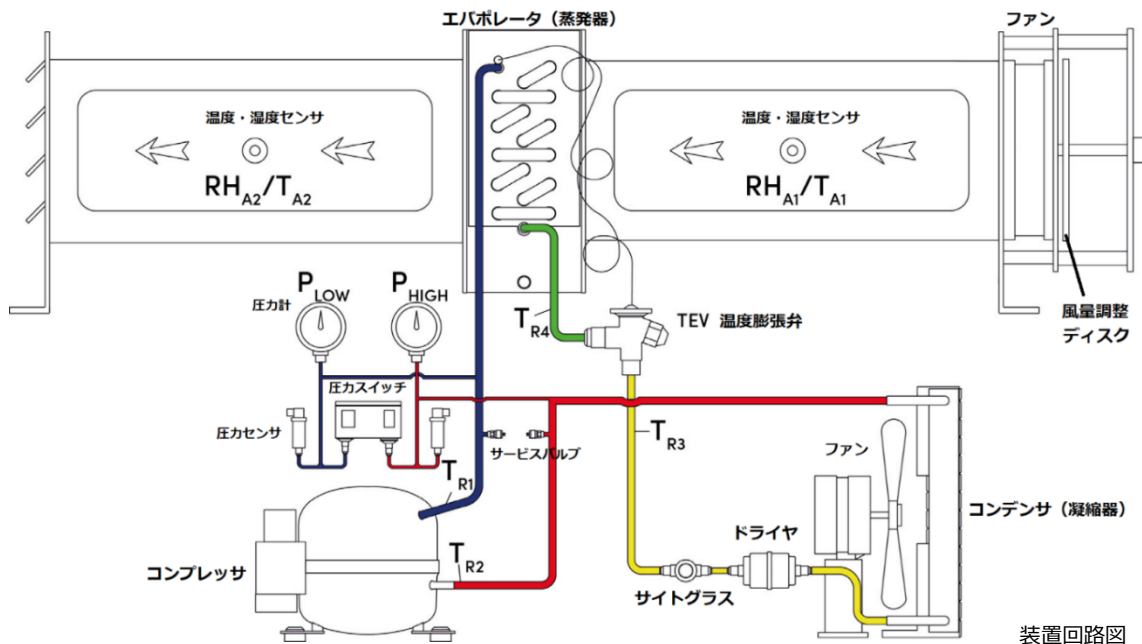 エバポレータ（蒸発器）
ファン
温度・湿度センサ
RHA2/TA2
温度・湿度センサ
RHA1/TA1
風量調整
ディスク
PLOW
PHIGH
圧力計
TR4
TEV 温度膨張弁
圧力スイッチ
圧力センサ
サービスバルブ
TR3
ファン
TR1
コンデンサ（凝縮器）
ドライヤ
コンプレッサ
TR2
サイトグラス
装置回路図